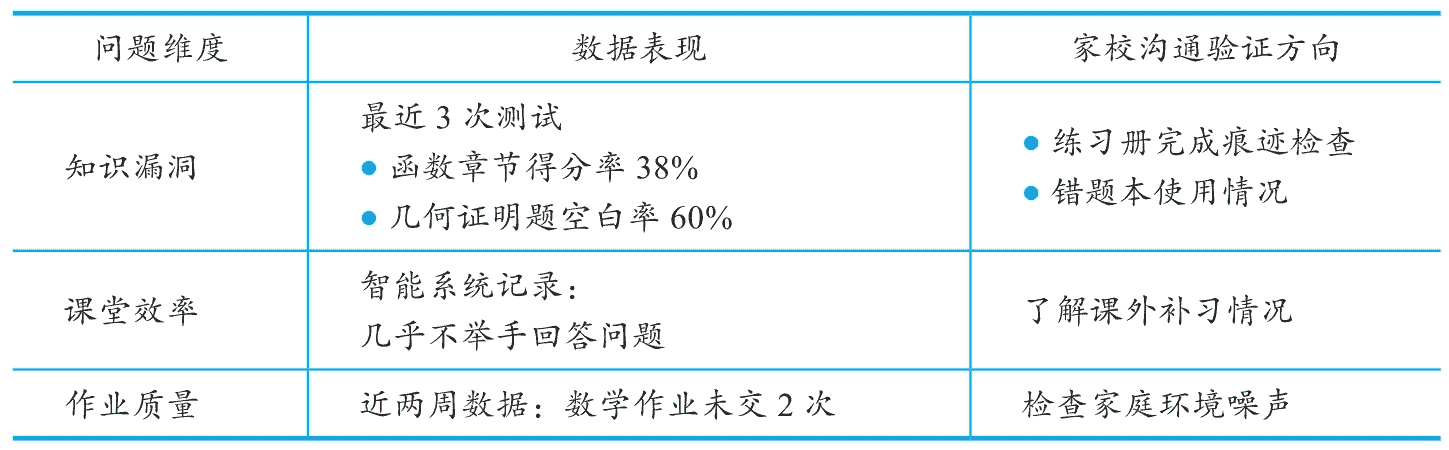 问题维度 数据表现 家校沟通验证方向
知识漏洞
最近 3 次测试
● 函数章节得分率 38%
● 几何证明题空白率 60%
● 练习册完成痕迹检查
● 错题本使用情况
课堂效率
智能系统记录：
几乎不举手回答问题
了解课外补习情况
作业质量 近两周数据：数学作业未交 2 次 检查家庭环境噪声